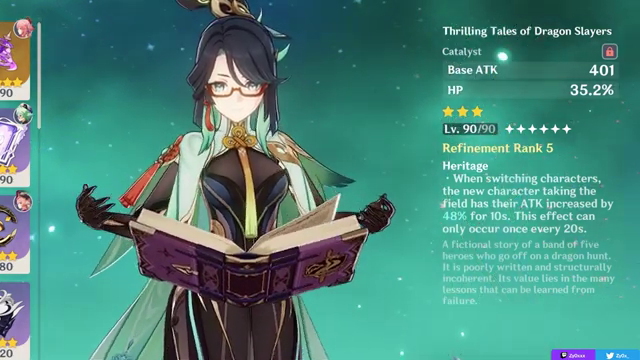 Thrilling Tales of Dragon Slayers
Catalyst
Base ATK 401
HP 35.2%
Lv. 90/90
Refinement Rank 5
Heritage
· When switching characters,
the new character taking the
field has their ATK increased by
48% for 10s. This effect can
only occur once every 20s.
A fictional story of a band of five
heroes who go off on a dragon hunt.
It is poorly written and structurally
incoherent. Its value lies in the many
lessons that can be learned from
failure.
90
90
80
20